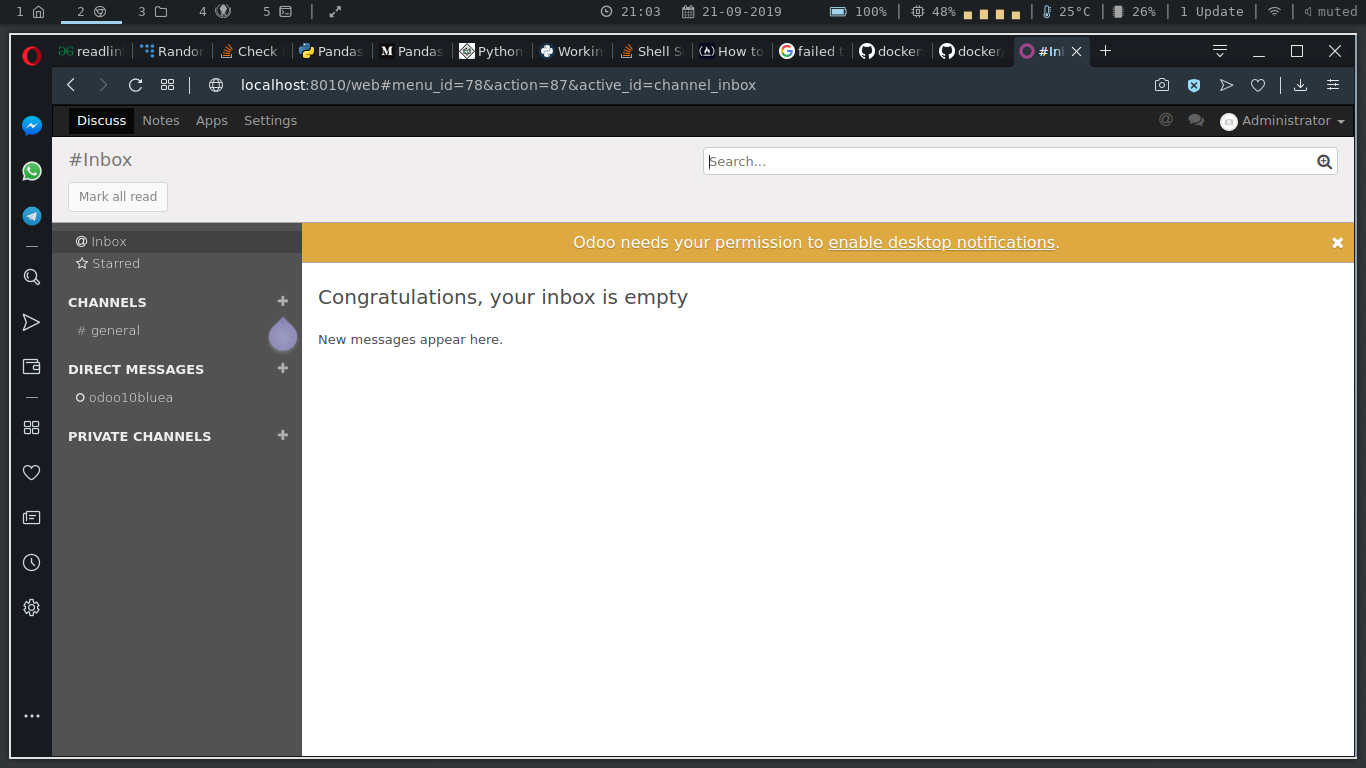 1 2 3 4 5 21:03 21-09-2019 100% 48% 25°C 26% 1 Update muted
readlin Randor Check Pandas Pandas Python Workin Shell S How to failed t docker docker, #Inl
localhost:8010/web#menu_id=78&action=87&active_id=channel_inbox
Discuss Notes Apps Settings Administrator
#Inbox Search...
Mark all read
Inbox
Odoo needs your permission to enable desktop notifications.
Starred
CHANNELS
Congratulations, your inbox is empty
# general
New messages appear here.
DIRECT MESSAGES
odoo10bluea
PRIVATE CHANNELS